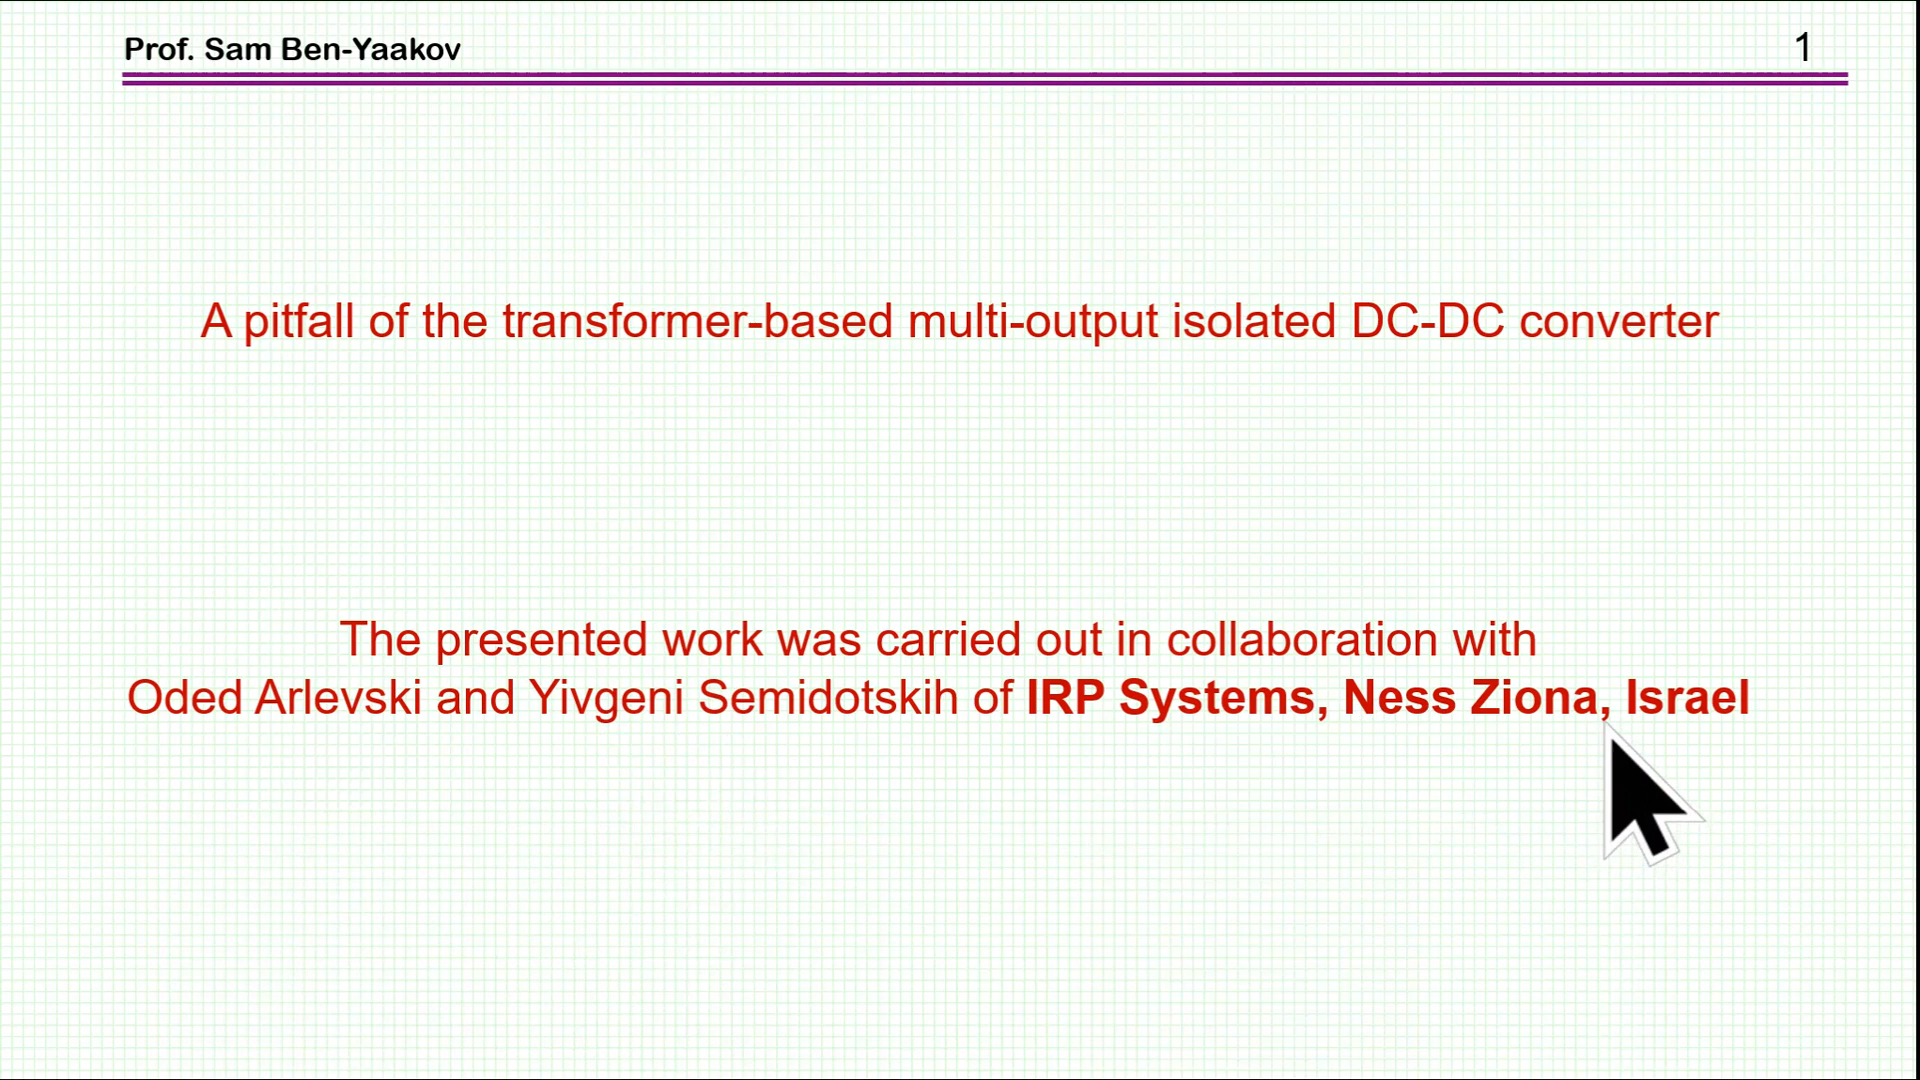 Prof. Sam Ben-Yaakov
1
A pitfall of the transformer-based multi-output isolated DC-DC converter
The presented work was carried out in collaboration with
Oded Arlevski and Yivgeni Semidotskih of IRP Systems, Ness Ziona, Israel